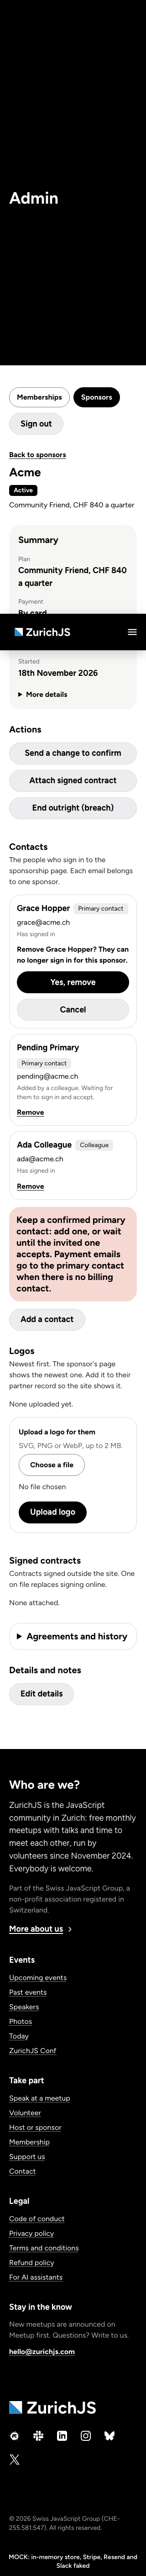 Admin
Memberships
Sponsors
Sign out
Back to sponsors
Acme
Active
Community Friend, CHF 840 a quarter
Summary
Plan
Community Friend, CHF 840
a quarter
Payment
By card
ZurichJS
Started
18th November 2026
More details
Actions
Send a change to confirm
Attach signed contract
End outright (breach)
Contacts
The people who sign in to the
sponsorship page. Each email belongs
to one sponsor.
Grace Hopper Primary contact
grace@acme.ch
Has signed in
Remove Grace Hopper? They can
no longer sign in for this sponsor.
Yes, remove
Cancel
Pending Primary
Primary contact
pending@acme.ch
Added by a colleague. Waiting for
them to sign in and accept.
Remove
Ada Colleague Colleague
ada@acme.ch
Has signed in
Remove
Keep a confirmed primary
contact: add one, or wait
until the invited one
accepts. Payment emails
go to the primary contact
when there is no billing
contact.
Add a contact
Logos
Newest first. The sponsor's page
shows the newest one. Add it to their
partner record so the site shows it.
None uploaded yet.
Upload a logo for them
SVG, PNG or WebP, up to 2 MB.
Choose a file
No file chosen
Upload logo
Signed contracts
Contracts signed outside the site. One
on file replaces signing online.
None attached.
Agreements and history
Details and notes
Edit details
Who are we?
ZurichJS is the JavaScript
community in Zurich: free monthly
meetups with talks and time to
meet each other, run by
volunteers since November 2024.
Everybody is welcome.
Part of the Swiss JavaScript Group, a
non-profit association registered in
Switzerland.
More about us
Events
Upcoming events
Past events
Speakers
Photos
Today
ZurichJS Conf
Take part
Speak at a meetup
Volunteer
Host or sponsor
Membership
Support us
Contact
Legal
Code of conduct
Privacy policy
Terms and conditions
Refund policy
For AI assistants
Stay in the know
New meetups are announced on
Meetup first. Questions? Write to us.
hello@zurichjs.com
ZurichJS
© 2026 Swiss JavaScript Group (CHE-
255.581.547). All rights reserved.
MOCK: in-memory store, Stripe, Resend and
Slack faked